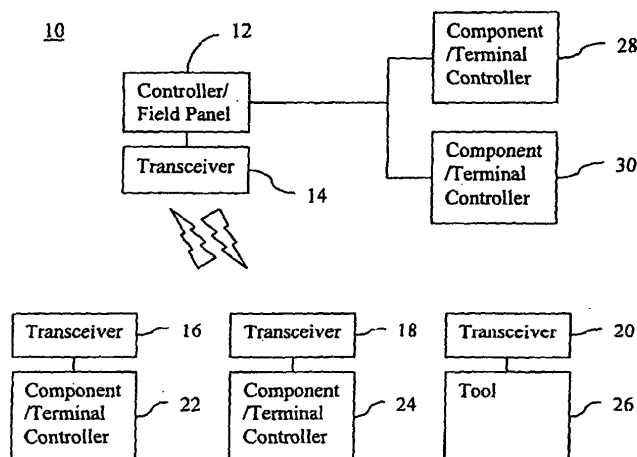 10
12
Controller/
Field Panel
Transceiver
14
Component
/Terminal
Controller
28
Component
/Terminal
Controller
30
Transceiver
16
Component
/Terminal
Controller
22
Transceiver
18
Component
/Terminal
Controller
24
Transceiver
20
Tool
26